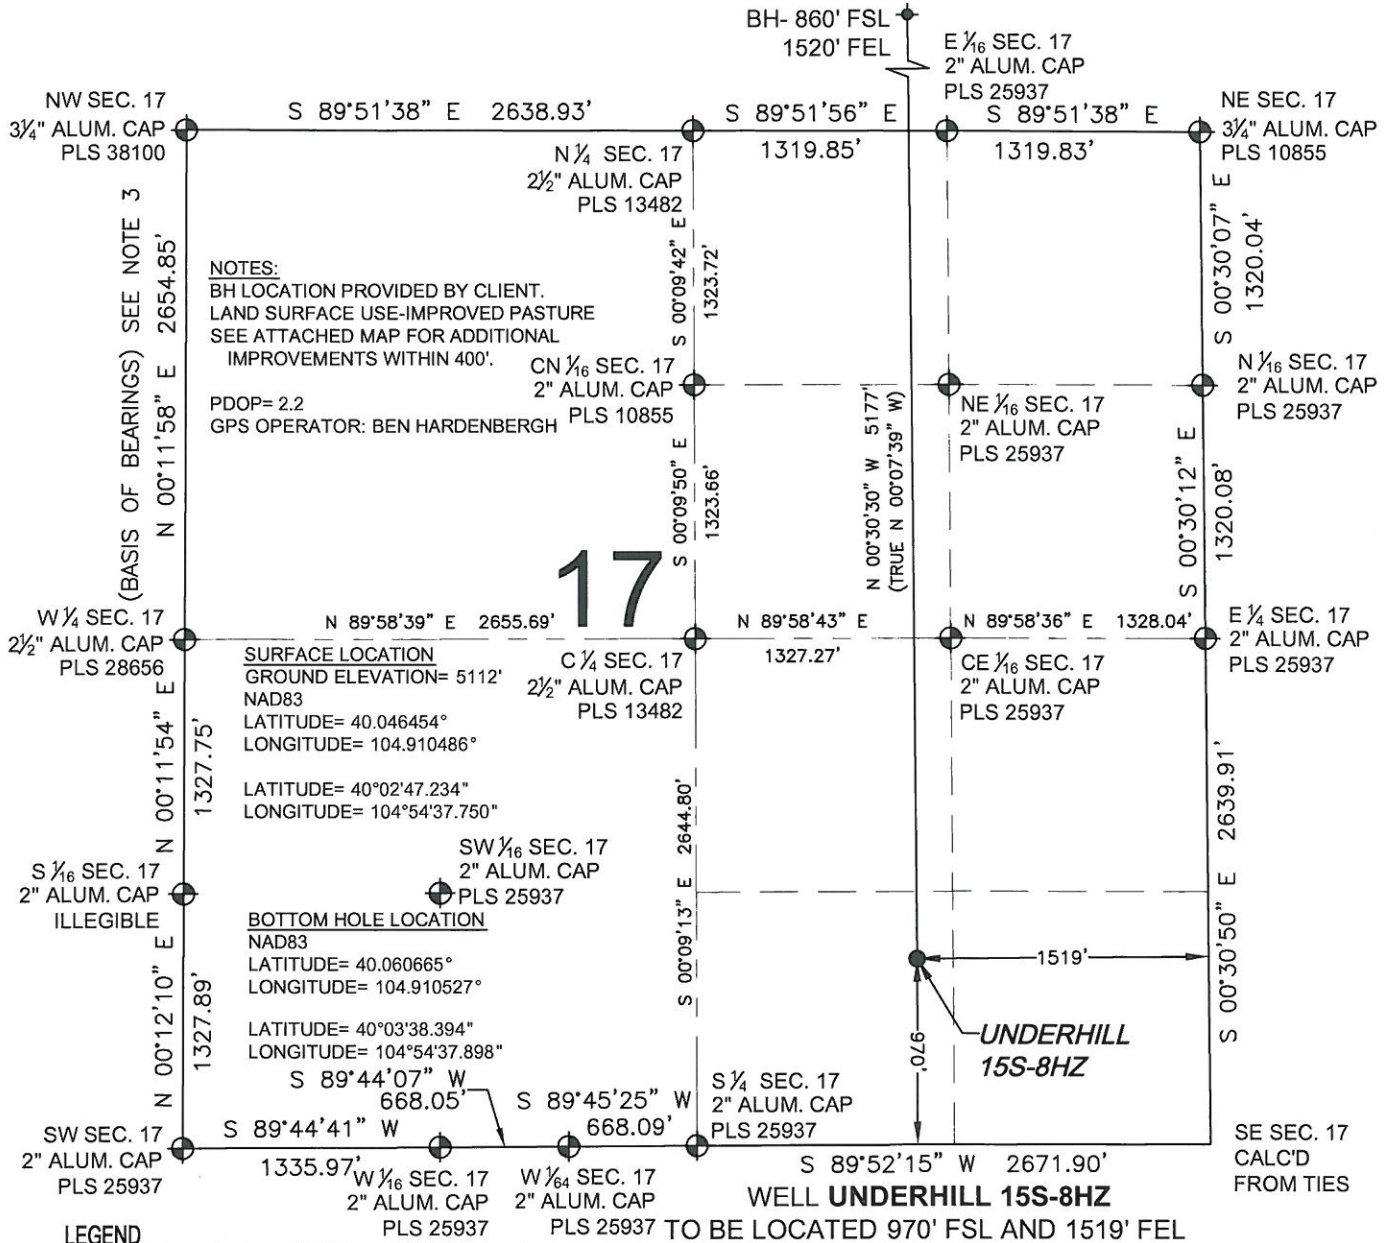 BH- 860' FSL
1520' FEL
E 1/16 SEC. 17
2" ALUM. CAP
PLS 25937
NW SEC. 17
3¼" ALUM. CAP
PLS 38100
S 89°51'38" E 2638.93'
S 89°51'56" E
1319.85'
S 89°51'38" E
1319.83'
NE SEC. 17
3¼" ALUM. CAP
PLS 10855
N ¼ SEC. 17
2½" ALUM. CAP
PLS 13482
(BASIS OF BEARINGS) SEE NOTE 3
N 00°11'58" E 2654.85'
NOTES:
BH LOCATION PROVIDED BY CLIENT.
LAND SURFACE USE-IMPROVED PASTURE
SEE ATTACHED MAP FOR ADDITIONAL
IMPROVEMENTS WITHIN 400'.
PDOP= 2.2
GPS OPERATOR: BEN HARDENBERGH
S 00°09'42" E
1323.72'
S 00°30'07" E
1320.04'
CN 1/16 SEC. 17
2" ALUM. CAP
PLS 10855
NE 1/16 SEC. 17
2" ALUM. CAP
PLS 25937
N 1/16 SEC. 17
2" ALUM. CAP
PLS 25937
S 00°09'50" E
1323.66'
N 00°30'30" W 5177'
(TRUE N 00°07'39" W)
S 00°30'12" E
1320.08'
17
W ¼ SEC. 17
2½" ALUM. CAP
PLS 28656
N 89°58'39" E 2655.69'
N 89°58'43" E
1327.27'
N 89°58'36" E 1328.04'
E ¼ SEC. 17
2" ALUM. CAP
PLS 25937
C ¼ SEC. 17
2½" ALUM. CAP
PLS 13482
CE 1/16 SEC. 17
2" ALUM. CAP
PLS 25937
SURFACE LOCATION
GROUND ELEVATION= 5112'
NAD83
LATITUDE= 40.046454°
LONGITUDE= 104.910486°
LATITUDE= 40°02'47.234"
LONGITUDE= 104°54'37.750"
N 00°11'54" E
1327.75'
S 00°09'13" E 2644.80'
S 00°30'50" E 2639.91'
S 1/16 SEC. 17
2" ALUM. CAP
ILLEGIBLE
SW 1/16 SEC. 17
2" ALUM. CAP
PLS 25937
BOTTOM HOLE LOCATION
NAD83
LATITUDE= 40.060665°
LONGITUDE= 104.910527°
LATITUDE= 40°03'38.394"
LONGITUDE= 104°54'37.898"
N 00°12'10" E
1327.89'
1519'
970'
UNDERHILL
15S-8HZ
S 89°44'07" W
668.05'
S 89°45'25" W
668.09'
S ¼ SEC. 17
2" ALUM. CAP
PLS 25937
SW SEC. 17
2" ALUM. CAP
PLS 25937
S 89°44'41" W
1335.97'
W 1/16 SEC. 17
2" ALUM. CAP
PLS 25937
W 1/64 SEC. 17
2" ALUM. CAP
PLS 25937
S 89°52'15" W 2671.90'
SE SEC. 17
CALC'D
FROM TIES
WELL UNDERHILL 15S-8HZ
TO BE LOCATED 970' FSL AND 1519' FEL
LEGEND